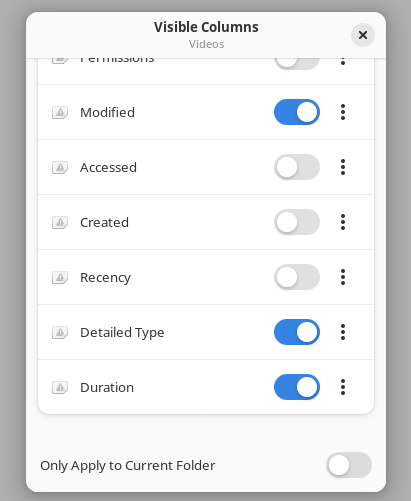 Visible Columns
Videos
Permissions
Modified
Accessed
Created
Recency
Detailed Type
Duration
Only Apply to Current Folder